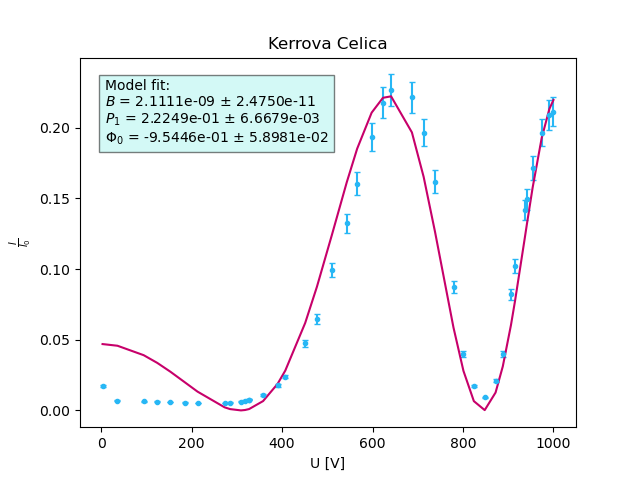 Kerrova Celica
Model fit:
B = 2.1111e-09 ± 2.4750e-11
P₁ = 2.2249e-01 ± 6.6679e-03
Φ₀ = -9.5446e-01 ± 5.8981e-02
0.20
0.15
0.10
0.05
0.00
I/I₀
0 200 400 600 800 1000
U [V]